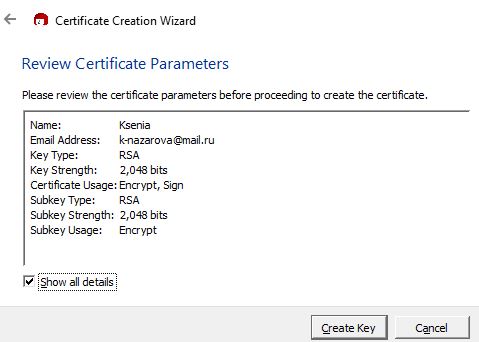 Certificate Creation Wizard
Review Certificate Parameters
Please review the certificate parameters before proceeding to create the certificate.
Name: Ksenia
Email Address: k-nazarova@mail.ru
Key Type: RSA
Key Strength: 2,048 bits
Certificate Usage: Encrypt, Sign
Subkey Type: RSA
Subkey Strength: 2,048 bits
Subkey Usage: Encrypt
Show all details
Create Key Cancel